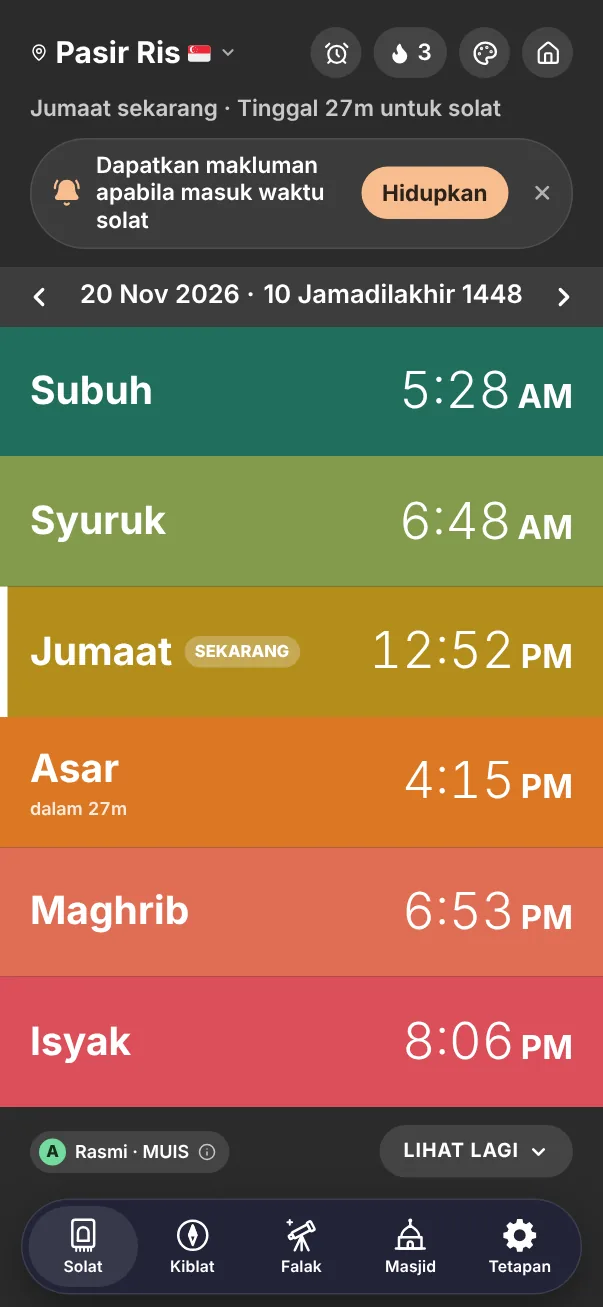 Pasir Ris 🇸🇬
3
Jumaat sekarang · Tinggal 27m untuk solat
Dapatkan makluman
apabila masuk waktu
solat
Hidupkan
20 Nov 2026 · 10 Jamadilakhir 1448
Subuh 5:28 AM
Syuruk 6:48 AM
Jumaat SEKARANG 12:52 PM
Asar 4:15 PM
dalam 27m
Maghrib 6:53 PM
Isyak 8:06 PM
A Rasmi · MUIS
LIHAT LAGI
Solat Kiblat Falak Masjid Tetapan